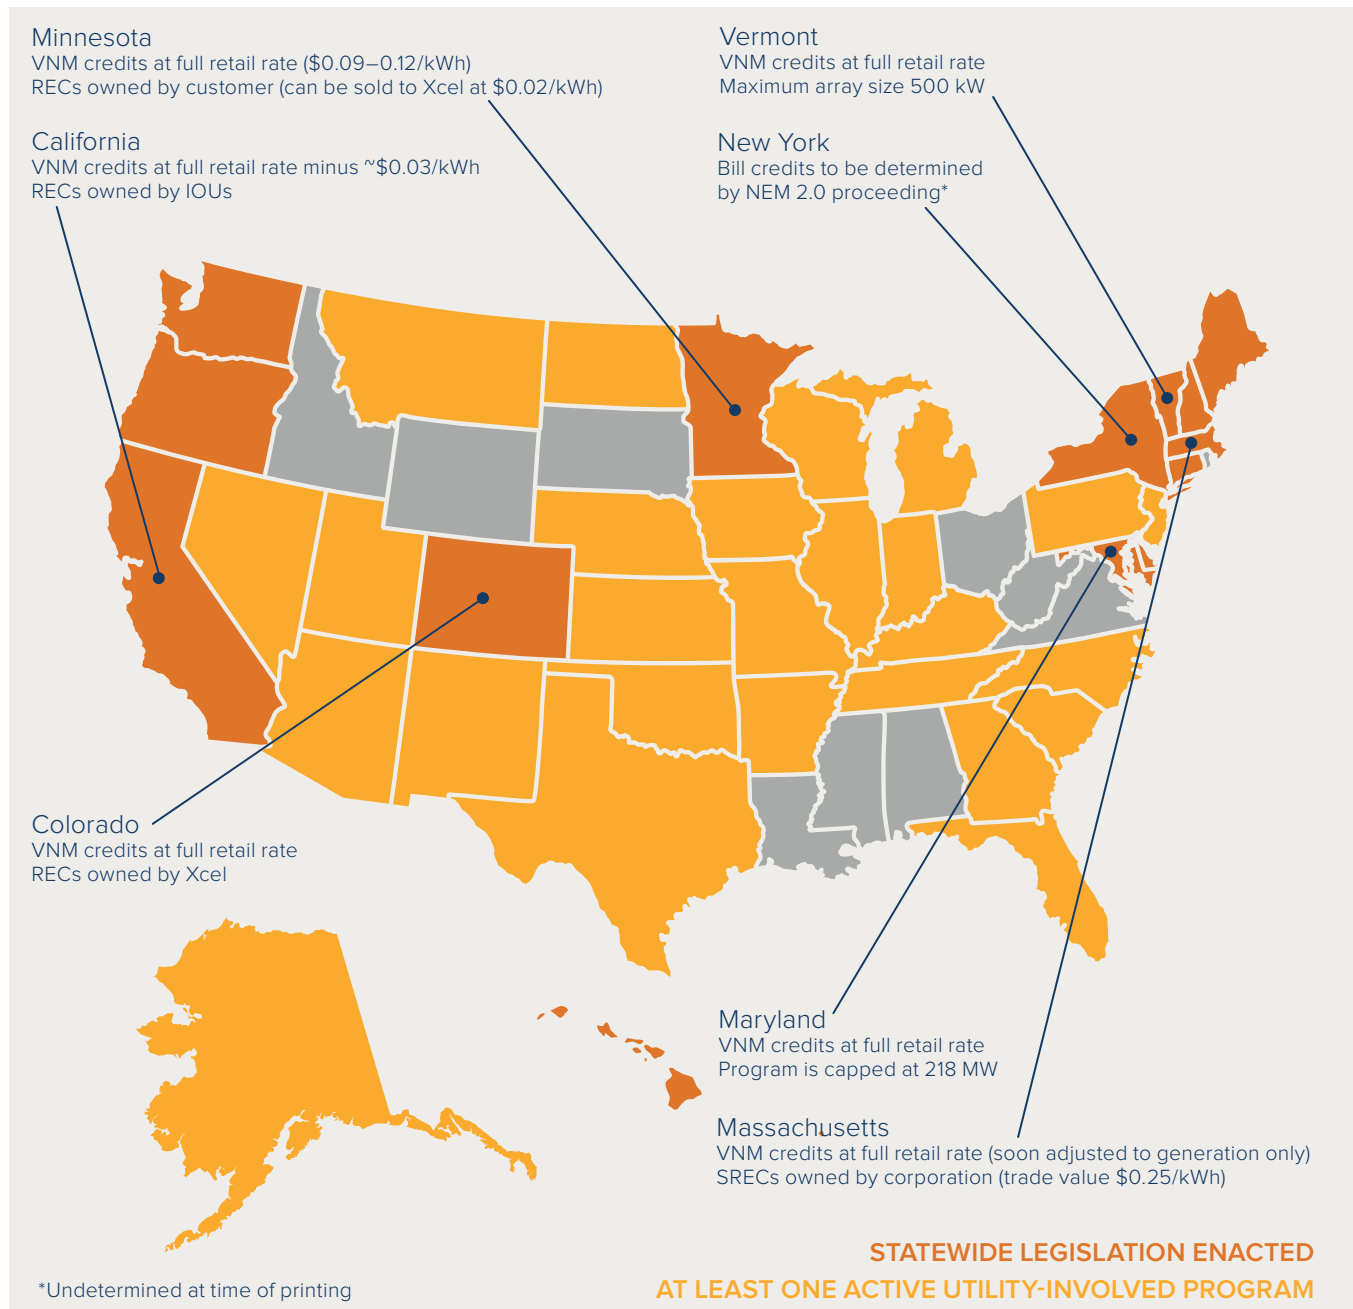 Minnesota
VNM credits at full retail rate ($0.09–0.12/kWh)
RECs owned by customer (can be sold to Xcel at $0.02/kWh)
California
VNM credits at full retail rate minus ~$0.03/kWh
RECs owned by IOUs
Vermont
VNM credits at full retail rate
Maximum array size 500 kW
New York
Bill credits to be determined
by NEM 2.0 proceeding*
Colorado
VNM credits at full retail rate
RECs owned by Xcel
Maryland
VNM credits at full retail rate
Program is capped at 218 MW
Massachusetts
VNM credits at full retail rate (soon adjusted to generation only)
SRECs owned by corporation (trade value $0.25/kWh)
STATEWIDE LEGISLATION ENACTED
AT LEAST ONE ACTIVE UTILITY-INVOLVED PROGRAM
*Undetermined at time of printing